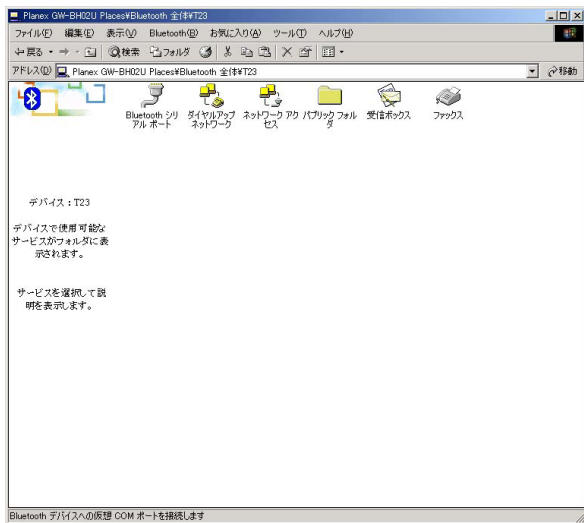 Planex GW-BH02U Places¥Bluetooth 全体¥T23
ファイル(F) 編集(E) 表示(V) Bluetooth(B) お気に入り(A) ツール(T) ヘルプ(H)
戻る 検索 フォルダ
アドレス(D) Planex GW-BH02U Places¥Bluetooth 全体¥T23 移動
Bluetooth シリ ダイヤルアップ ネットワーク アク パブリック フォル 受信ボックス ファックス
アル ポート ネットワーク セス ダ
デバイス : T23
デバイスで使用可能な
サービスがフォルダに表
示されます。
サービスを選択して説
明を表示します。
Bluetooth デバイスへの仮想 COM ポートを接続します